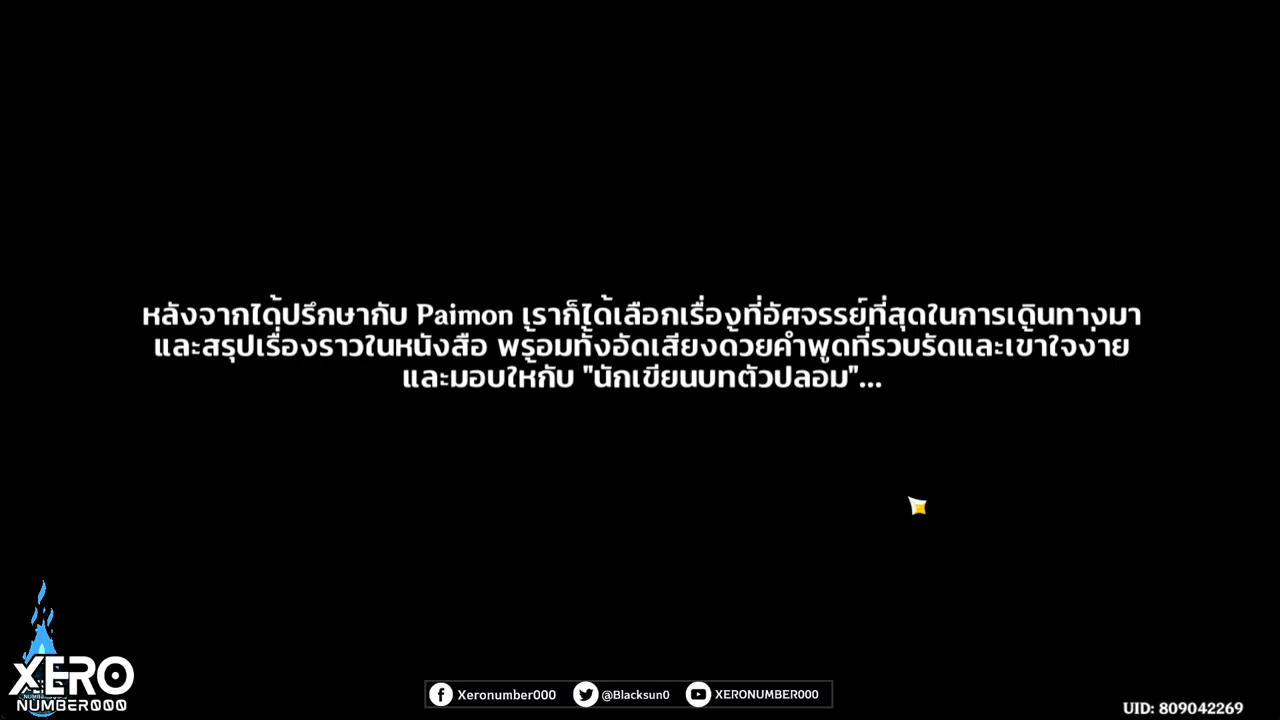 หลังจากได้ปรึกษากับ Paimon เราก็ได้เลือกเรื่องที่อัศจรรย์ที่สุดในการเดินทางมา
และสรุปเรื่องราวในหนังสือ พร้อมทั้งอัดเสียงด้วยคำพูดที่รวบรัดและเข้าใจง่าย
และมอบให้กับ "นักเขียนบทตัวปลอม"...
XERO
NUMBER000
NUMBER000
Xeronumber000 @Blacksun0 XERONUMBER000
UID: 809042269